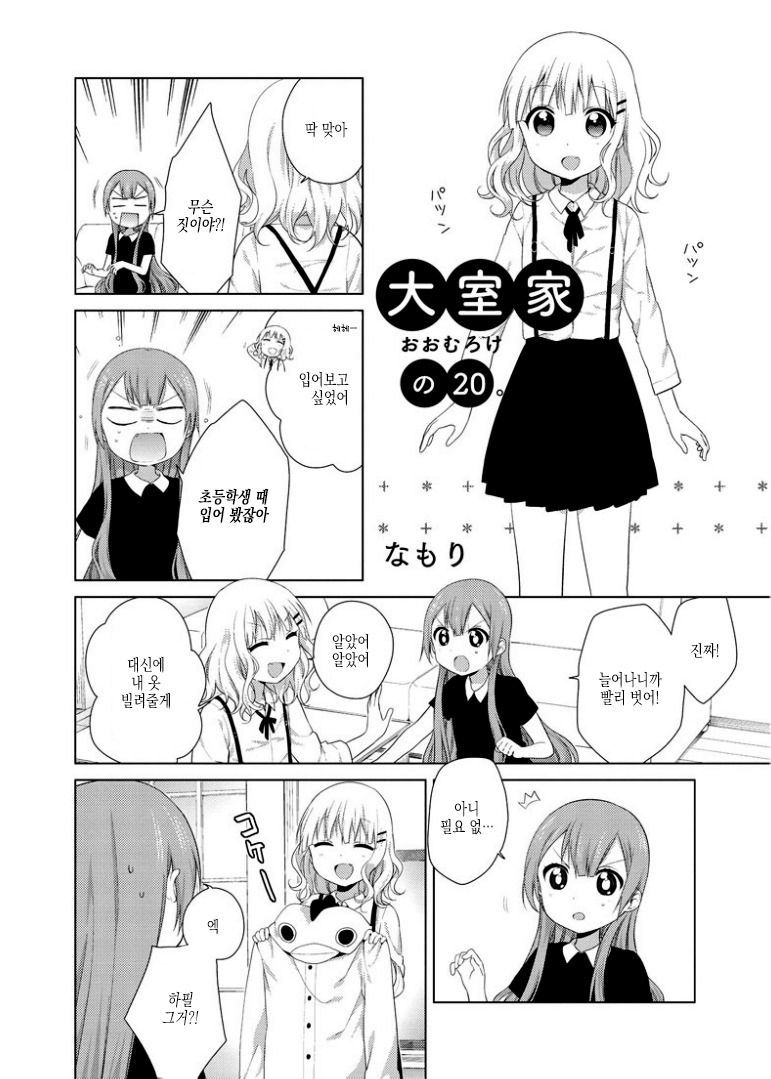 パツン
パツン
大室家
おおむろけ
の20。
なもり
딱 맞아
무슨
짓이야?!
헤헤ー
입어보고
싶었어
초등학생 때
입어 봤잖아
진짜!
늘어나니까
빨리 벗어!
알았어
알았어
대신에
내 옷
빌려줄게
아니
필요 없…
コケー
엑
하필
그거?!